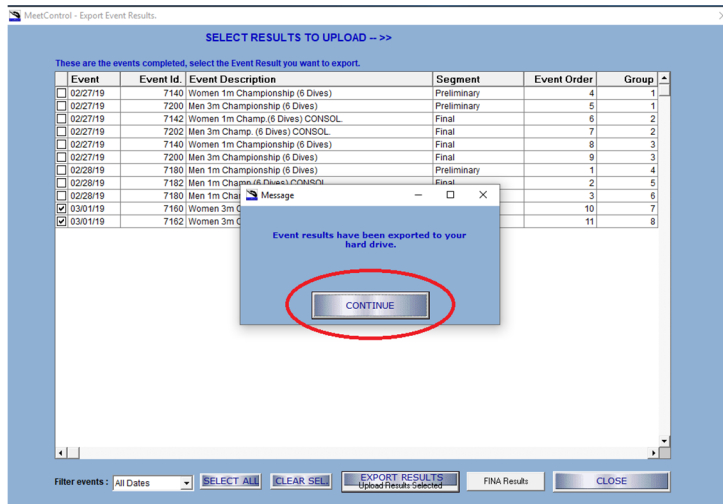 MeetControl - Export Event Results.
SELECT RESULTS TO UPLOAD -- >>
These are the events completed, select the Event Result you want to export.
Event Event Id. Event Description Segment Event Order Group
02/27/19 7140 Women 1m Championship (6 Dives) Preliminary 4 1
02/27/19 7200 Men 3m Championship (6 Dives) Preliminary 5 1
02/27/19 7142 Women 1m Champ.(6 Dives) CONSOL. Final 6 2
02/27/19 7202 Men 3m Champ. (6 Dives) CONSOL. Final 7 2
02/27/19 7140 Women 1m Championship (6 Dives) Final 8 3
02/27/19 7200 Men 3m Championship (6 Dives) Final 9 3
02/28/19 7180 Men 1m Championship (6 Dives) Preliminary 1 4
02/28/19 7182 Men 1m Champ.(6 Dives) CONSOL. Final 2 5
02/28/19 7180 Men 1m Cha 3 6
03/01/19 7160 Women 3m C 10 7
03/01/19 7162 Women 3m C 11 8
Message
Event results have been exported to your
hard drive.
CONTINUE
Filter events : All Dates SELECT ALL CLEAR SEL. EXPORT RESULTS FINA Results CLOSE
Upload Results Selected